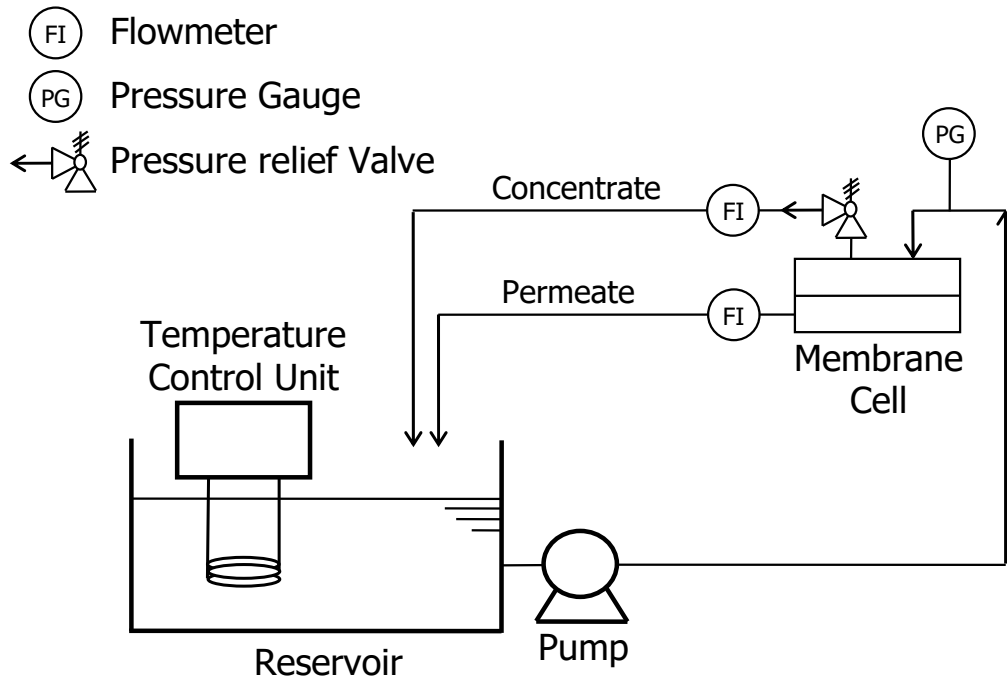 FI Flowmeter
PG Pressure Gauge
Pressure relief Valve
PG
Concentrate
FI
Permeate
FI
Temperature
Control Unit
Membrane
Cell
Pump
Reservoir